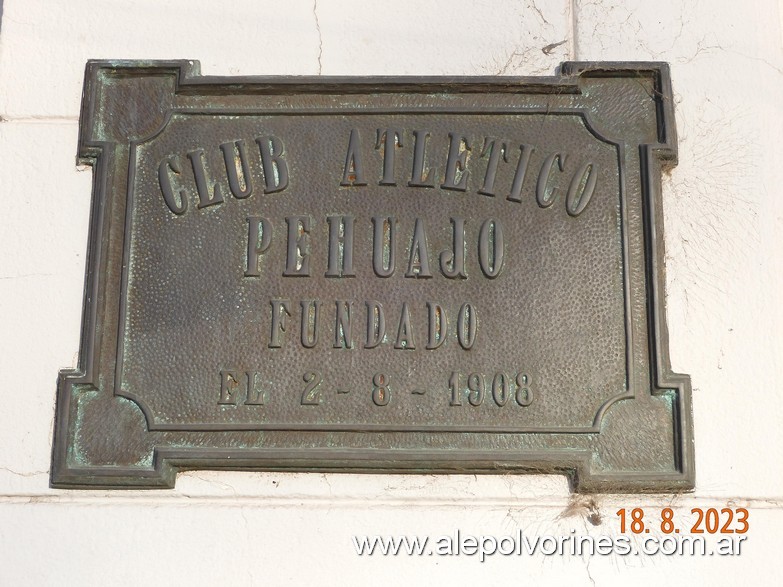 CLUB ATLETICO
PEHUAJO
FUNDADO
EL 2-8-1908
18. 8. 2023
www.alepolvorines.com.ar